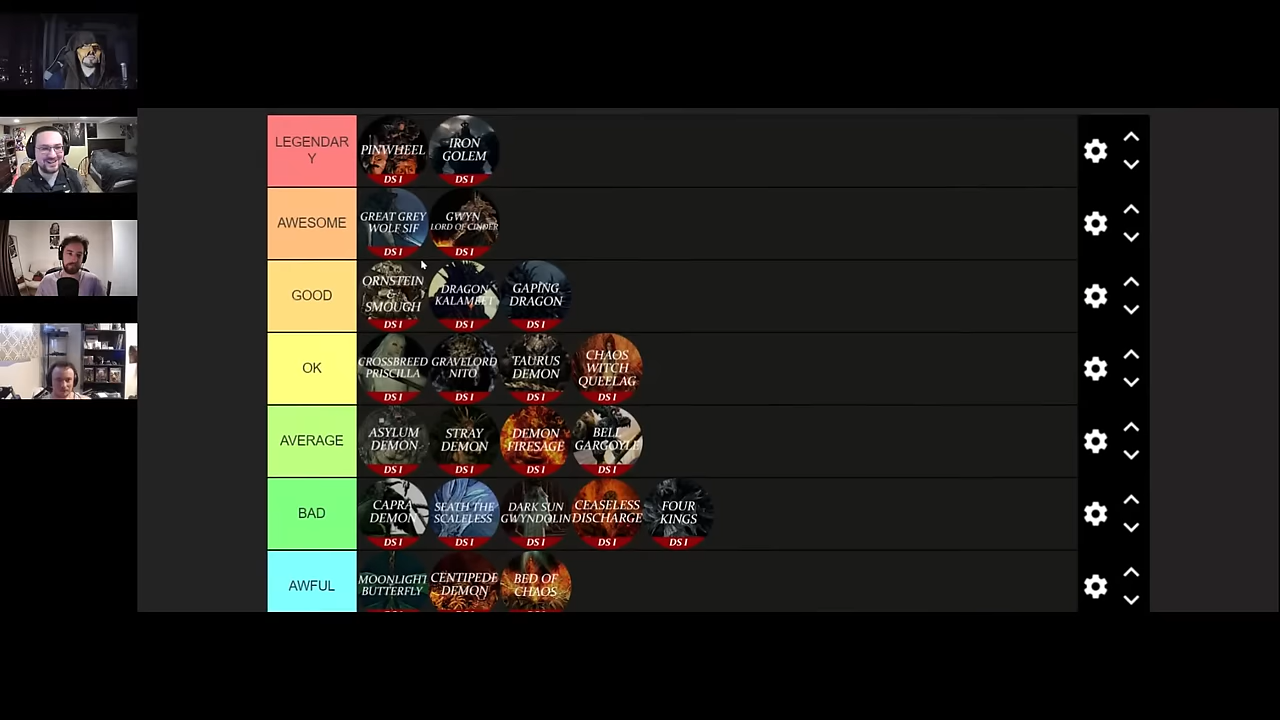 LEGENDAR
Y
PINWHEEL
DS I
IRON
GOLEM
DS I
AWESOME
GREAT GREY
WOLF SIF
DS I
GWYN
LORD OF CINDER
DS I
GOOD
ORNSTEIN
&
SMOUGH
DS I
DRAGON
KALAMEET
DS I
GAPING
DRAGON
DS I
OK
CROSSBREED
PRISCILLA
DS I
GRAVELORD
NITO
DS I
TAURUS
DEMON
DS I
CHAOS
WITCH
QUEELAG
DS I
AVERAGE
ASYLUM
DEMON
DS I
STRAY
DEMON
DS I
DEMON
FIRESAGE
DS I
BELL
GARGOYLE
DS I
BAD
CAPRA
DEMON
DS I
SEATH THE
SCALELESS
DS I
DARK SUN
GWYNDOLIN
DS I
CEASELESS
DISCHARGE
DS I
FOUR
KINGS
DS I
AWFUL
MOONLIGHT
BUTTERFLY
CENTIPEDE
DEMON
BED OF
CHAOS